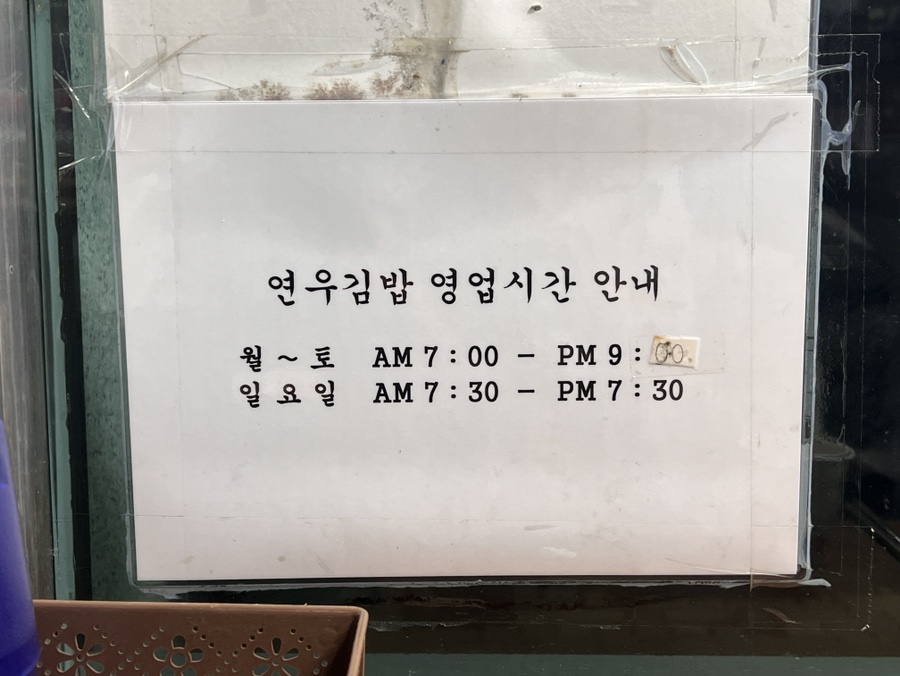 연우김밥 영업시간 안내
월 ~ 토 AM 7 : 00 - PM 9 : 00
일 요 일 AM 7 : 30 - PM 7 : 30